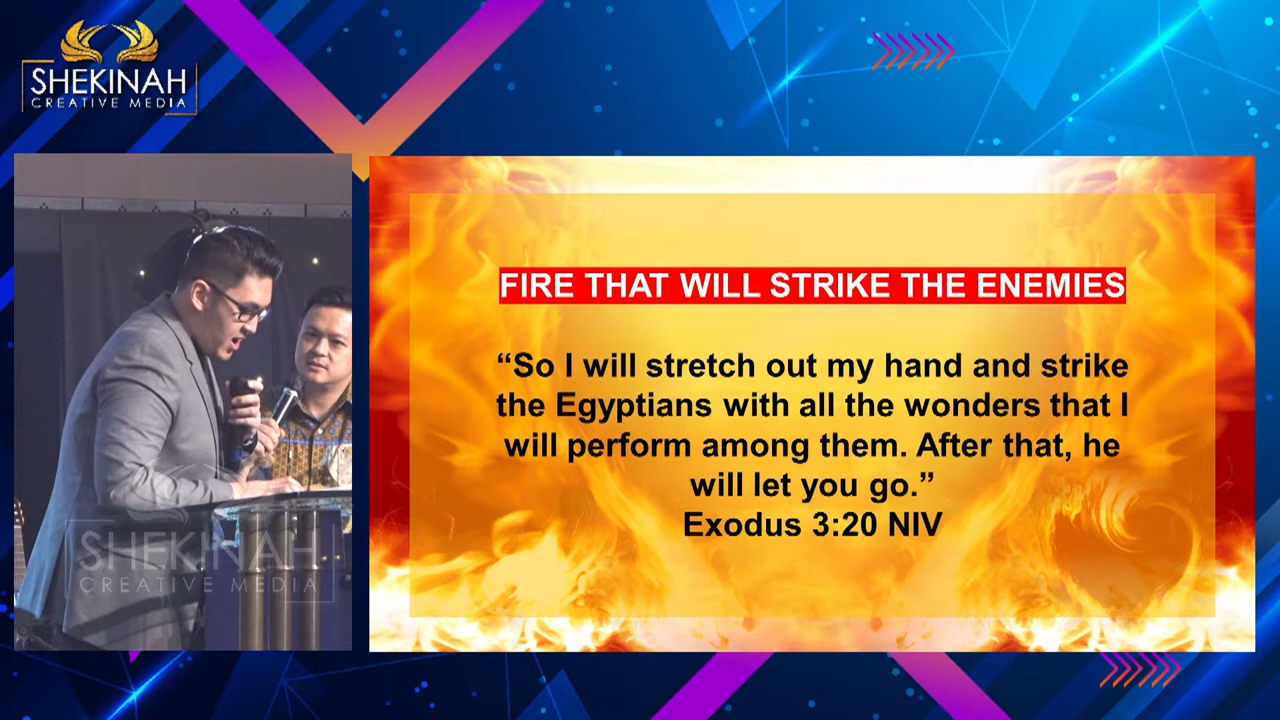 SHEKINAH
CREATIVE MEDIA
FIRE THAT WILL STRIKE THE ENEMIES
“So I will stretch out my hand and strike
the Egyptians with all the wonders that I
will perform among them. After that, he
will let you go.”
Exodus 3:20 NIV
SHEKINAH
CREATIVE MEDIA